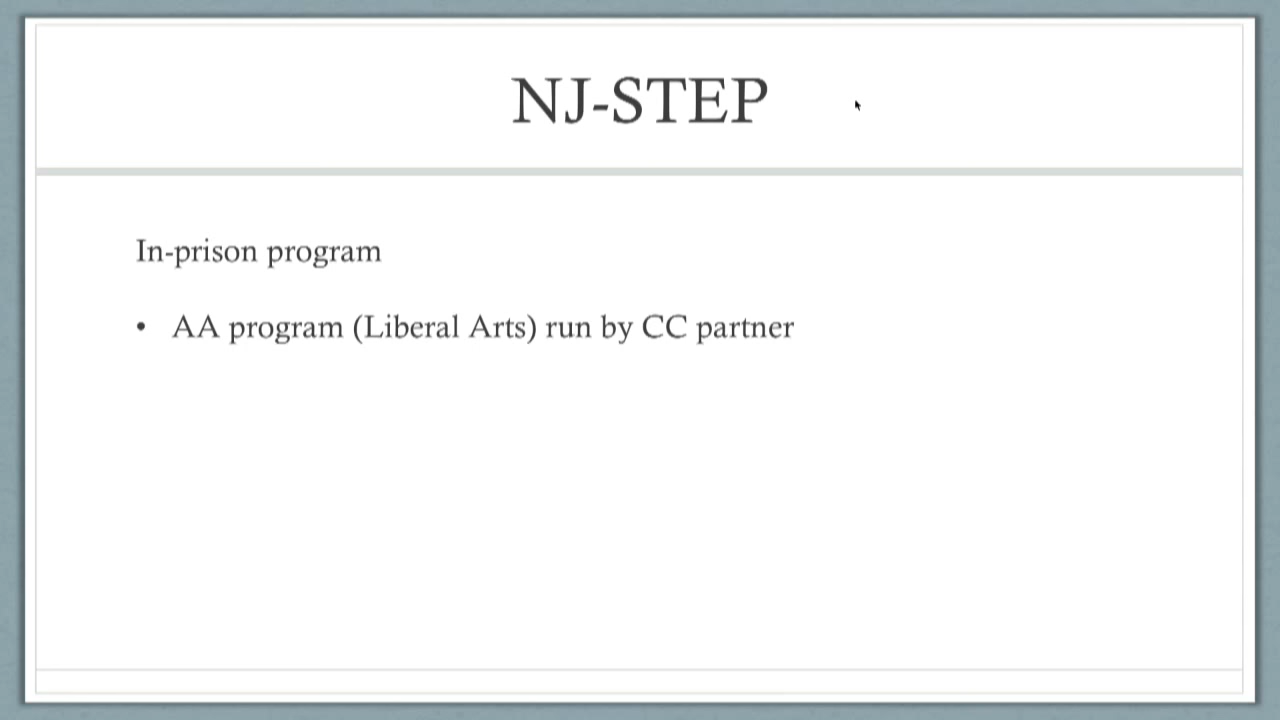 NJ-STEP
In-prison program
• AA program (Liberal Arts) run by CC partner